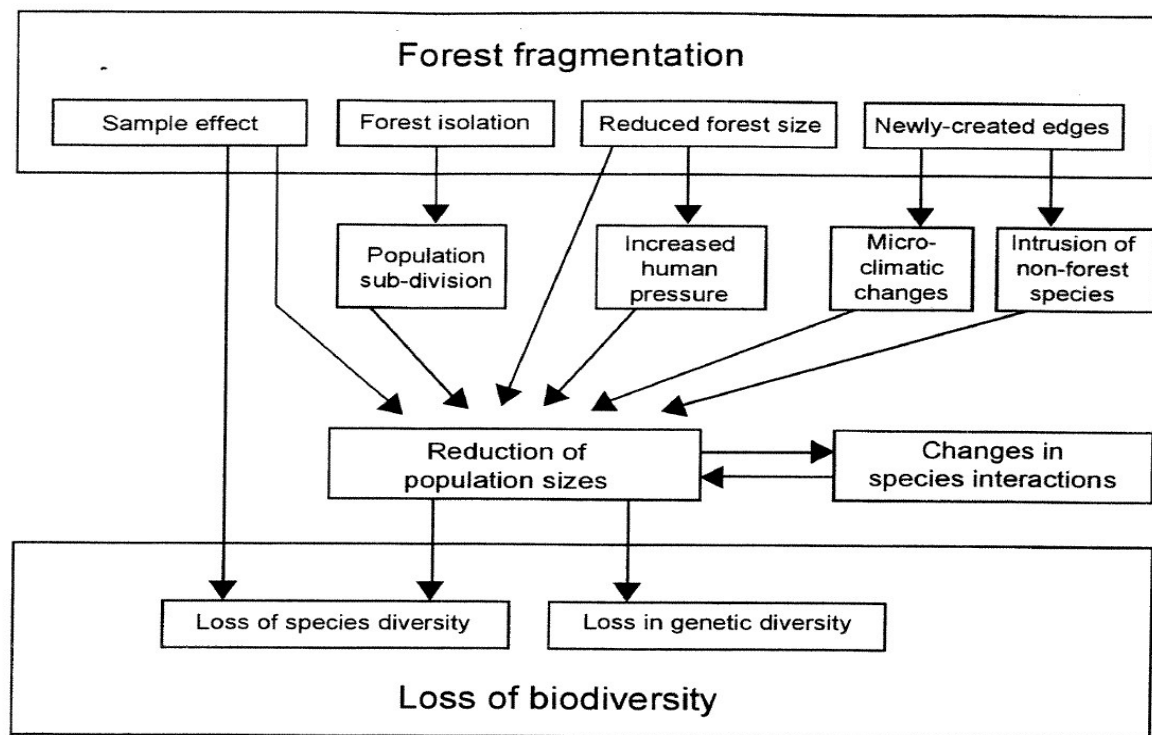 Forest fragmentation
Sample effect
Forest isolation
Reduced forest size
Newly-created edges
Population
sub-division
Increased
human
pressure
Micro-
climatic
changes
Intrusion of
non-forest
species
Reduction of
population sizes
Changes in
species interactions
Loss of species diversity
Loss in genetic diversity
Loss of biodiversity